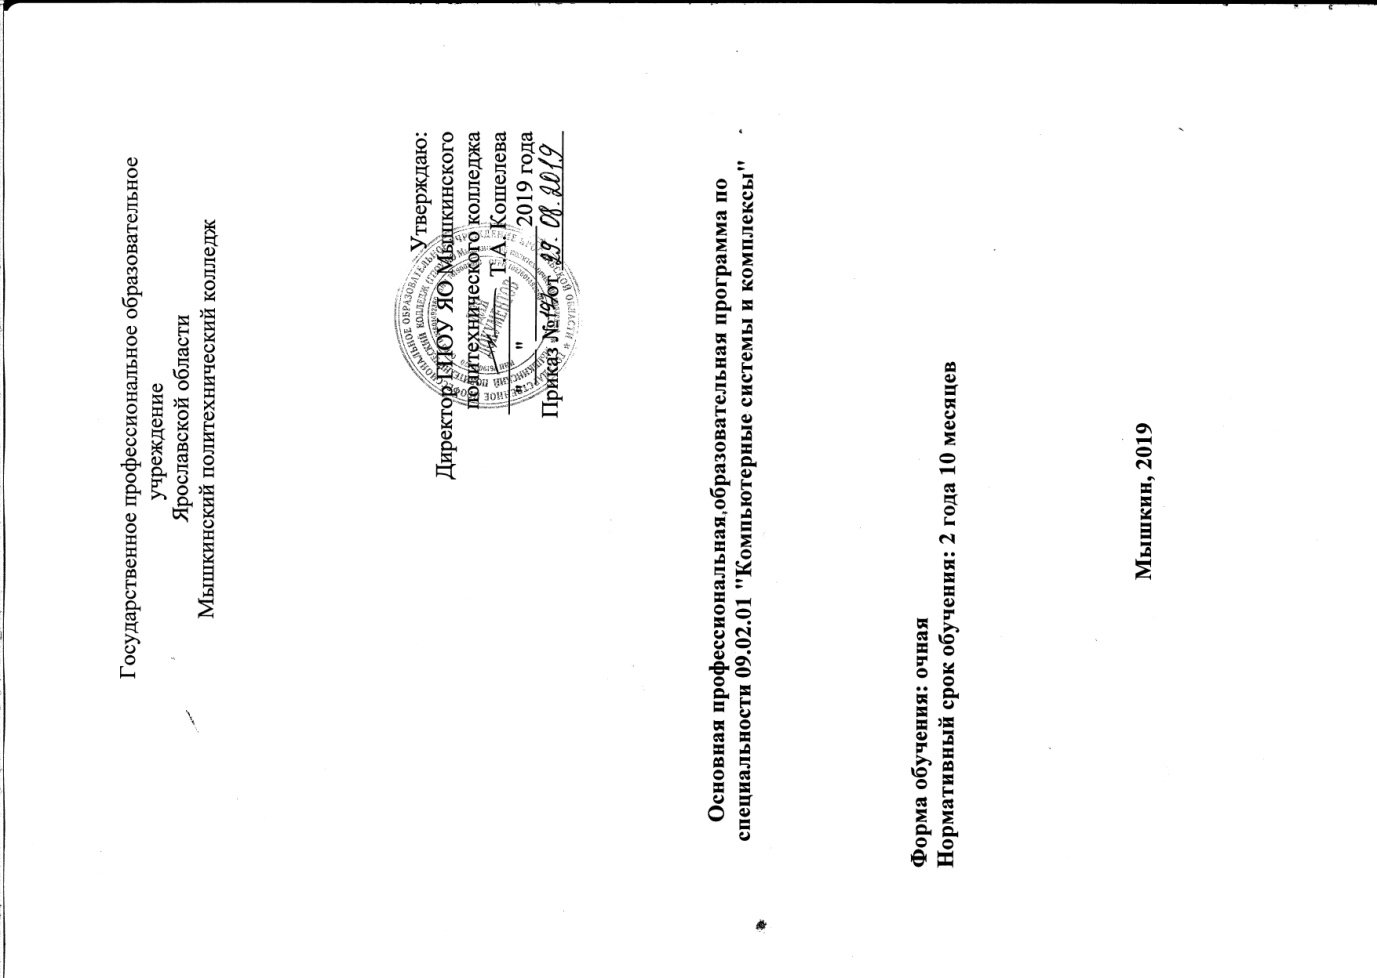 Государственное профессиональное образовательное
учреждение
Ярославской области
Мышкинский политехнический колледж
Утверждаю:
Директор ГПОУ ЯО Мышкинского
политехнического колледжа
Т.А. Кошелева
" " 2019 года
Приказ № от 29.08.2019
Основная профессиональная образовательная программа по
специальности 09.02.01 "Компьютерные системы и комплексы"
Форма обучения: очная
Нормативный срок обучения: 2 года 10 месяцев
Мышкин, 2019